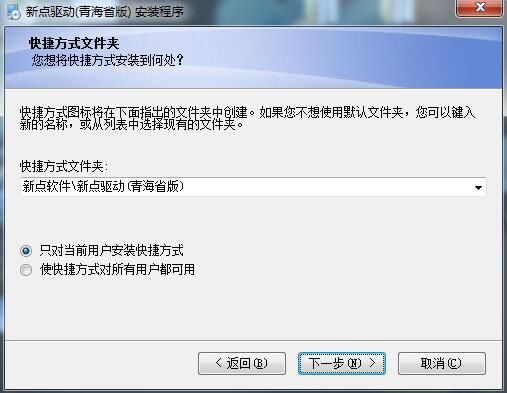 新点驱动(青海省版) 安装程序
快捷方式文件夹
您想将快捷方式安装到何处?
快捷方式图标将在下面指出的文件夹中创建。如果您不想使用默认文件夹，您可以键入
新的名称，或从列表中选择现有的文件夹。
快捷方式文件夹:
新点软件\新点驱动(青海省版)
只对当前用户安装快捷方式
使快捷方式对所有用户都可用
< 返回(B)
下一步(N) >
取消(C)